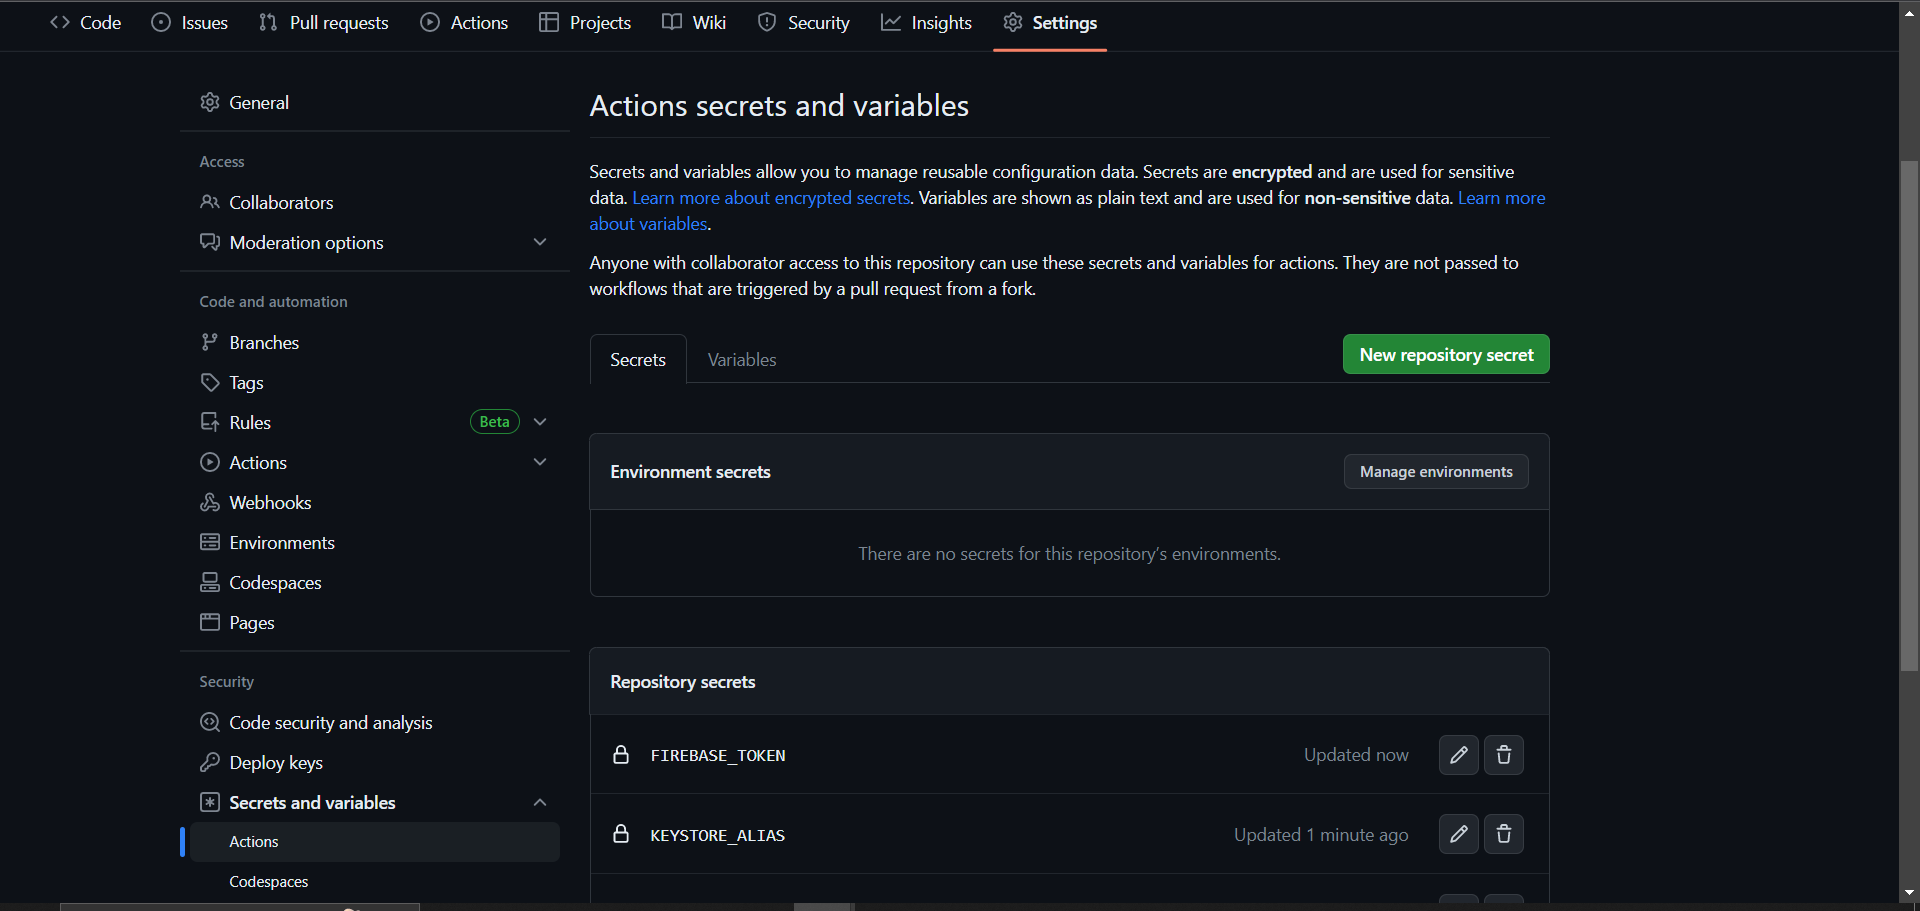 Code Issues Pull requests Actions Projects Wiki Security Insights Settings
General
Access
Collaborators
Moderation options
Code and automation
Branches
Tags
Rules Beta
Actions
Webhooks
Environments
Codespaces
Pages
Security
Code security and analysis
Deploy keys
Secrets and variables
Actions
Codespaces
Actions secrets and variables
Secrets and variables allow you to manage reusable configuration data. Secrets are encrypted and are used for sensitive
data. Learn more about encrypted secrets. Variables are shown as plain text and are used for non-sensitive data. Learn more
about variables.
Anyone with collaborator access to this repository can use these secrets and variables for actions. They are not passed to
workflows that are triggered by a pull request from a fork.
Secrets Variables New repository secret
Environment secrets Manage environments
There are no secrets for this repository's environments.
Repository secrets
FIREBASE_TOKEN Updated now
KEYSTORE_ALIAS Updated 1 minute ago